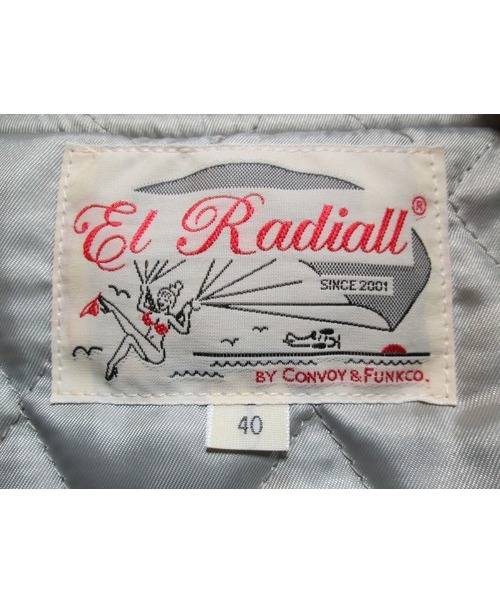 El Radiall®
SINCE 2001
BY CONVOY & FUNKCO.
40